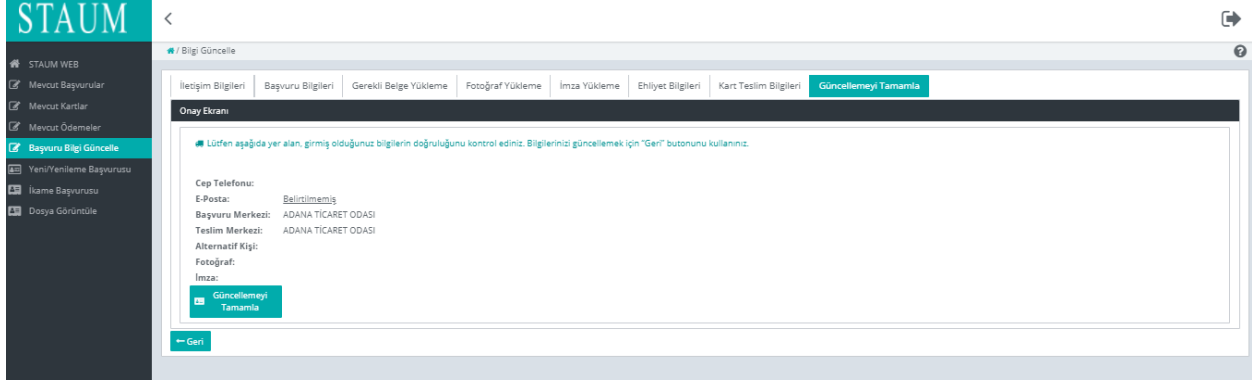 STAUM
/ Bilgi Güncelle
STAUM WEB
Mevcut Başvurular
Mevcut Kartlar
Mevcut Ödemeler
Başvuru Bilgi Güncelle
Yeni/Yenileme Başvurusu
İkame Başvurusu
Dosya Görüntüle
İletişim Bilgileri
Başvuru Bilgileri
Gerekli Belge Yükleme
Fotoğraf Yükleme
İmza Yükleme
Ehliyet Bilgileri
Kart Teslim Bilgileri
Güncellemeyi Tamamla
Onay Ekranı
Lütfen aşağıda yer alan, girmiş olduğunuz bilgilerin doğruluğunu kontrol ediniz. Bilgilerinizi güncellemek için "Geri" butonunu kullanınız.
Cep Telefonu:
E-Posta: Belirtilmemiş
Başvuru Merkezi: ADANA TİCARET ODASI
Teslim Merkezi: ADANA TİCARET ODASI
Alternatif Kişi:
Fotoğraf:
İmza:
Güncellemeyi
Tamamla
Geri